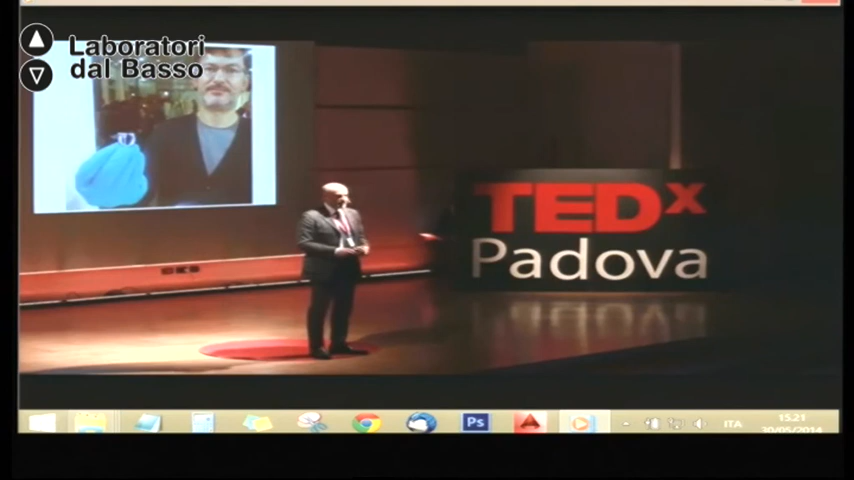 Laboratori
dal Basso
TEDx
Padova
Ps
ITA
15.21
30/05/2014